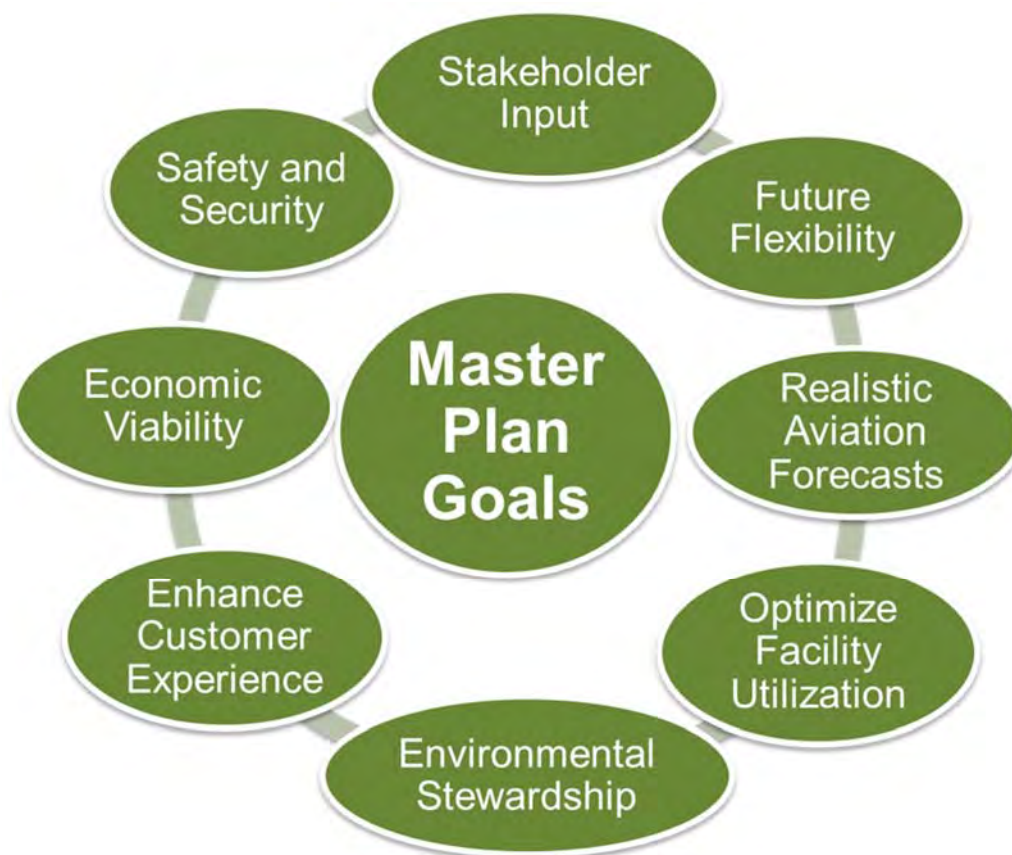 Stakeholder
Input
Future
Flexibility
Realistic
Aviation
Forecasts
Optimize
Facility
Utilization
Environmental
Stewardship
Enhance
Customer
Experience
Economic
Viability
Safety and
Security
Master
Plan
Goals